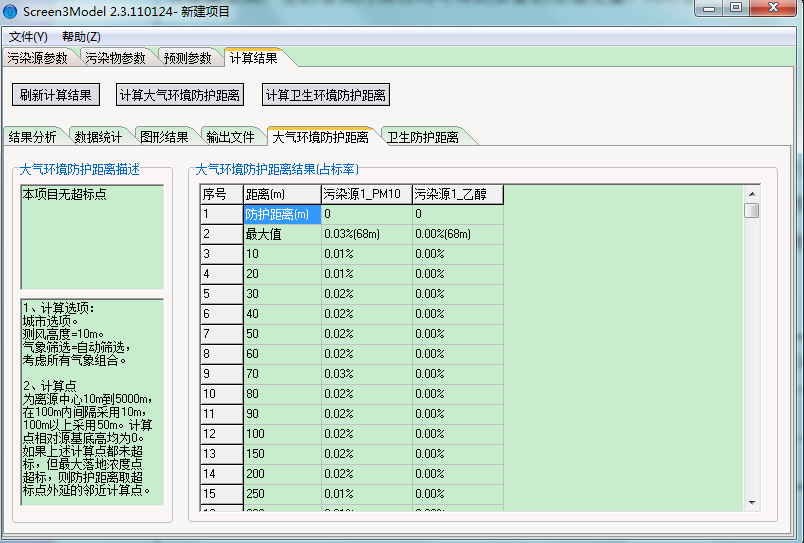 Screen3Model 2.3.110124- 新建项目
文件(Y) 帮助(Z)
污染源参数 污染物参数 预测参数 计算结果
刷新计算结果 计算大气环境防护距离 计算卫生环境防护距离
结果分析 数据统计 图形结果 输出文件 大气环境防护距离 卫生防护距离
大气环境防护距离描述
本项目无超标点
1、计算选项:
城市选项。
测风高度=10m。
气象筛选=自动筛选，
考虑所有气象组合。
2、计算点
为离源中心10m到5000m，
在100m内间隔采用10m，
100m以上采用50m。计算
点相对源基底高均为0。
如果上述计算点都未超
标，但最大落地浓度点
超标，则防护距离取超
标点外延的邻近计算点。
大气环境防护距离结果(占标率)
序号 距离(m) 污染源1_PM10 污染源1_乙醇
1 防护距离(m) 0 0
2 最大值 0.03%(68m) 0.00%(68m)
3 10 0.01% 0.00%
4 20 0.01% 0.00%
5 30 0.02% 0.00%
6 40 0.02% 0.00%
7 50 0.02% 0.00%
8 60 0.02% 0.00%
9 70 0.03% 0.00%
10 80 0.02% 0.00%
11 90 0.02% 0.00%
12 100 0.02% 0.00%
13 150 0.02% 0.00%
14 200 0.02% 0.00%
15 250 0.01% 0.00%